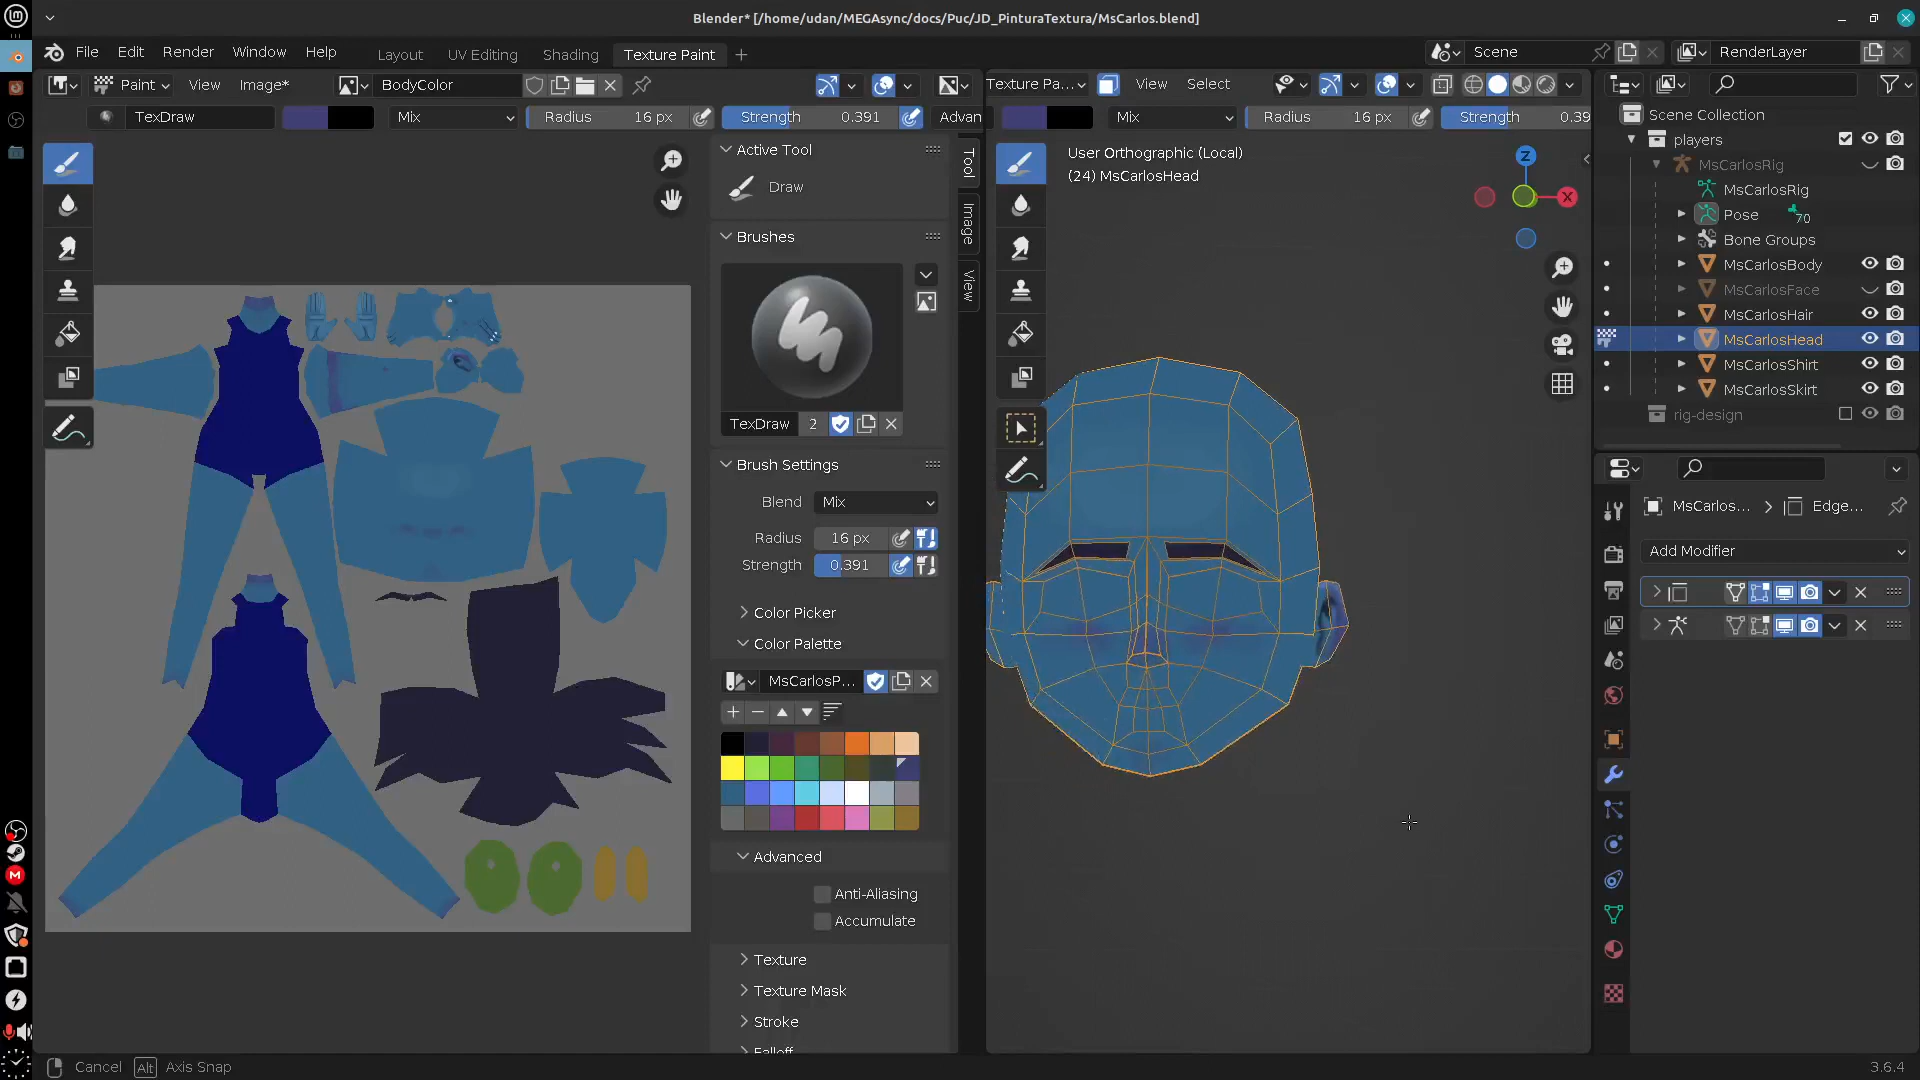 Blender* [/home/udan/MEGAsync/docs/Puc/JD_PinturaTextura/MsCarlos.blend]
File Edit Render Window Help Layout UV Editing Shading Texture Paint + Scene RenderLayer
Paint View Image* BodyColor
Texture Pa... View Select
TexDraw Mix Radius 16 px Strength 0.391 Advan
Mix Radius 16 px Strength 0.39
Active Tool
Draw
Brushes
TexDraw 2
Brush Settings
Blend Mix
Radius 16 px
Strength 0.391
Color Picker
Color Palette
MsCarlosP...
Advanced
Anti-Aliasing
Accumulate
Texture
Texture Mask
Stroke
Falloff
Tool
Image
View
User Orthographic (Local)
(24) MsCarlosHead
Z
X
Scene Collection
players
MsCarlosRig
MsCarlosRig
Pose 70
Bone Groups
MsCarlosBody
MsCarlosFace
MsCarlosHair
MsCarlosHead
MsCarlosShirt
MsCarlosSkirt
rig-design
MsCarlos... Edge...
Add Modifier
Cancel Alt Axis Snap
3.6.4